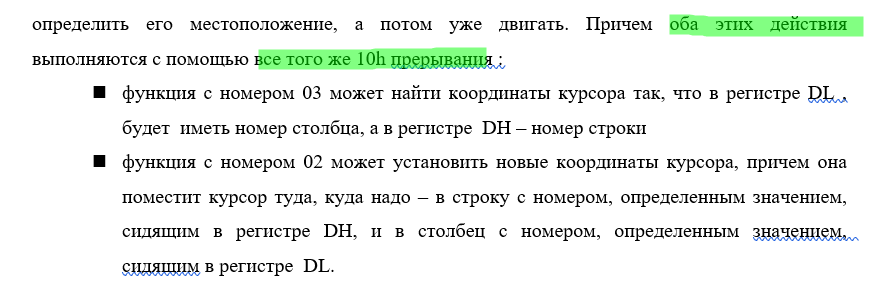 определить его местоположение, а потом уже двигать. Причем оба этих действия
выполняются с помощью все того же 10h прерывания :
■ функция с номером 03 может найти координаты курсора так, что в регистре DL ,
будет иметь номер столбца, а в регистре DH – номер строки
■ функция с номером 02 может установить новые координаты курсора, причем она
поместит курсор туда, куда надо – в строку с номером, определенным значением,
сидящим в регистре DH, и в столбец с номером, определенным значением,
сидящим в регистре DL.